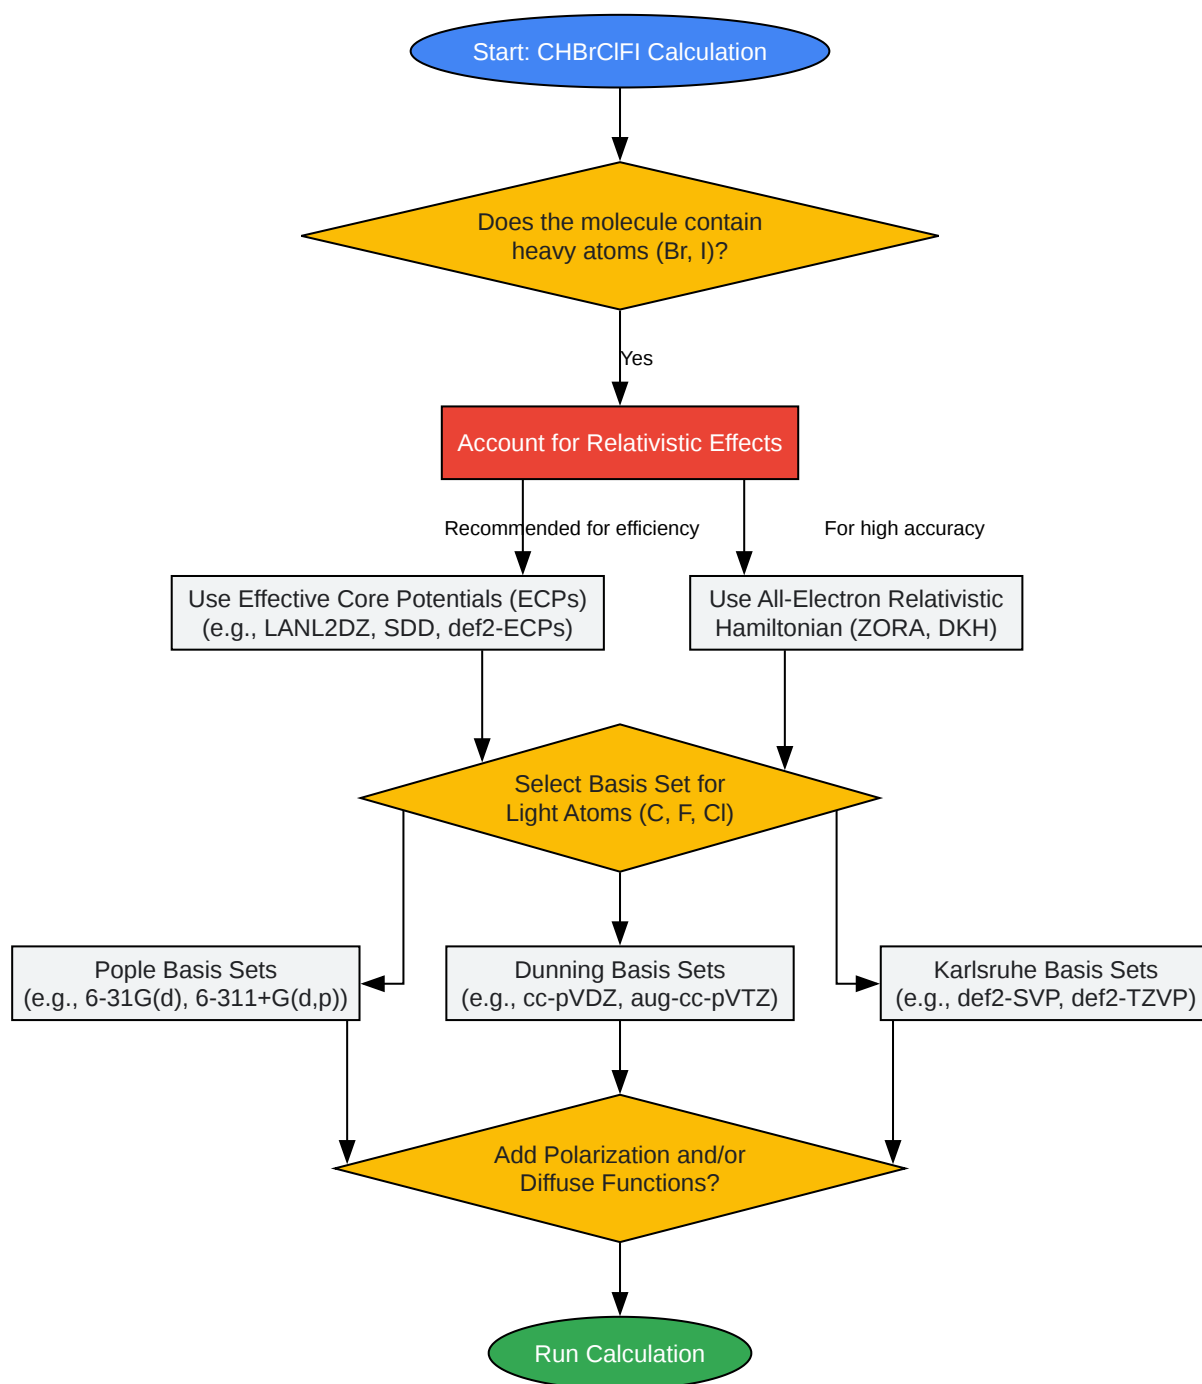 Start: CHBrClFI Calculation
Does the molecule contain
heavy atoms (Br, I)?
Yes
Account for Relativistic Effects
Recommended for efficiency
For high accuracy
Use Effective Core Potentials (ECPs)
(e.g., LANL2DZ, SDD, def2-ECPs)
Use All-Electron Relativistic
Hamiltonian (ZORA, DKH)
Select Basis Set for
Light Atoms (C, F, Cl)
Pople Basis Sets
(e.g., 6-31G(d), 6-311+G(d,p))
Dunning Basis Sets
(e.g., cc-pVDZ, aug-cc-pVTZ)
Karlsruhe Basis Sets
(e.g., def2-SVP, def2-TZVP)
Add Polarization and/or
Diffuse Functions?
Run Calculation